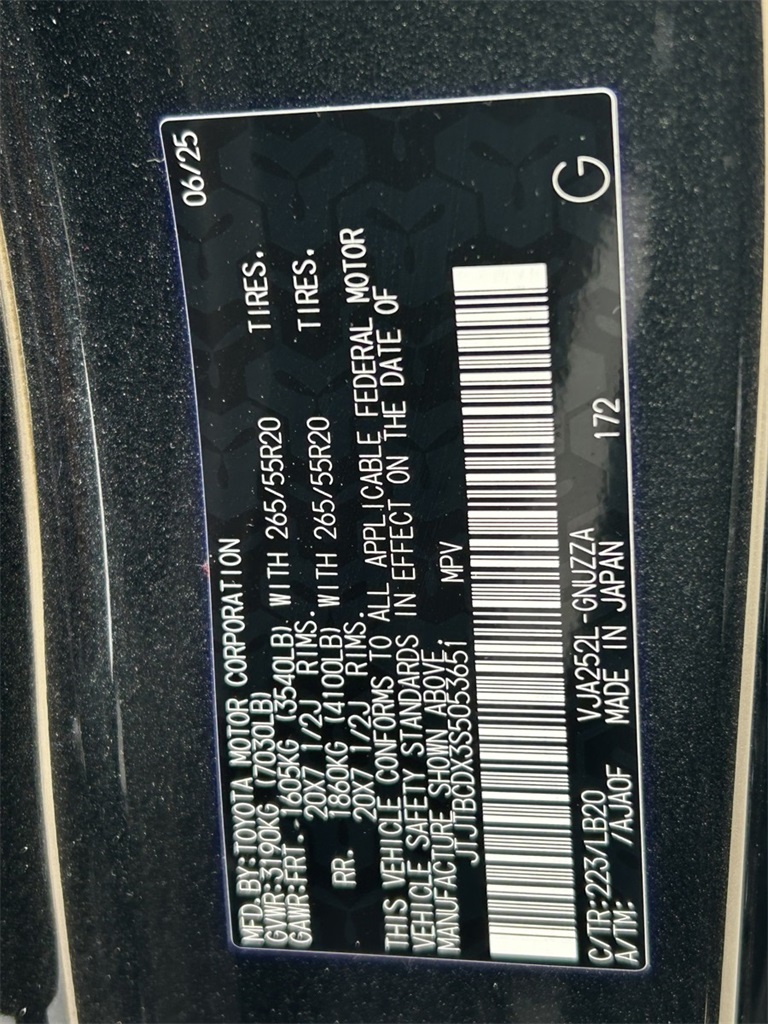 MFD. BY: TOYOTA MOTOR CORPORATION 06/25
GVWR: 3190KG (7030LB)
GAWR: FRT. - 1605KG (3540LB) WITH 265/55R20 TIRES.
20X7 1/2J RIMS.
RR. 1860KG (4100LB) WITH 265/55R20 TIRES.
20X7 1/2J RIMS.
THIS VEHICLE CONFORMS TO ALL APPLICABLE FEDERAL MOTOR
VEHICLE SAFETY STANDARDS IN EFFECT ON THE DATE OF
MANUFACTURE SHOWN ABOVE.
JTJTBCDX3S5053651 MPV
G
C/TR: 223/LB20 VJA252L-GNUZZA 172
A/TM: /AJA0F MADE IN JAPAN